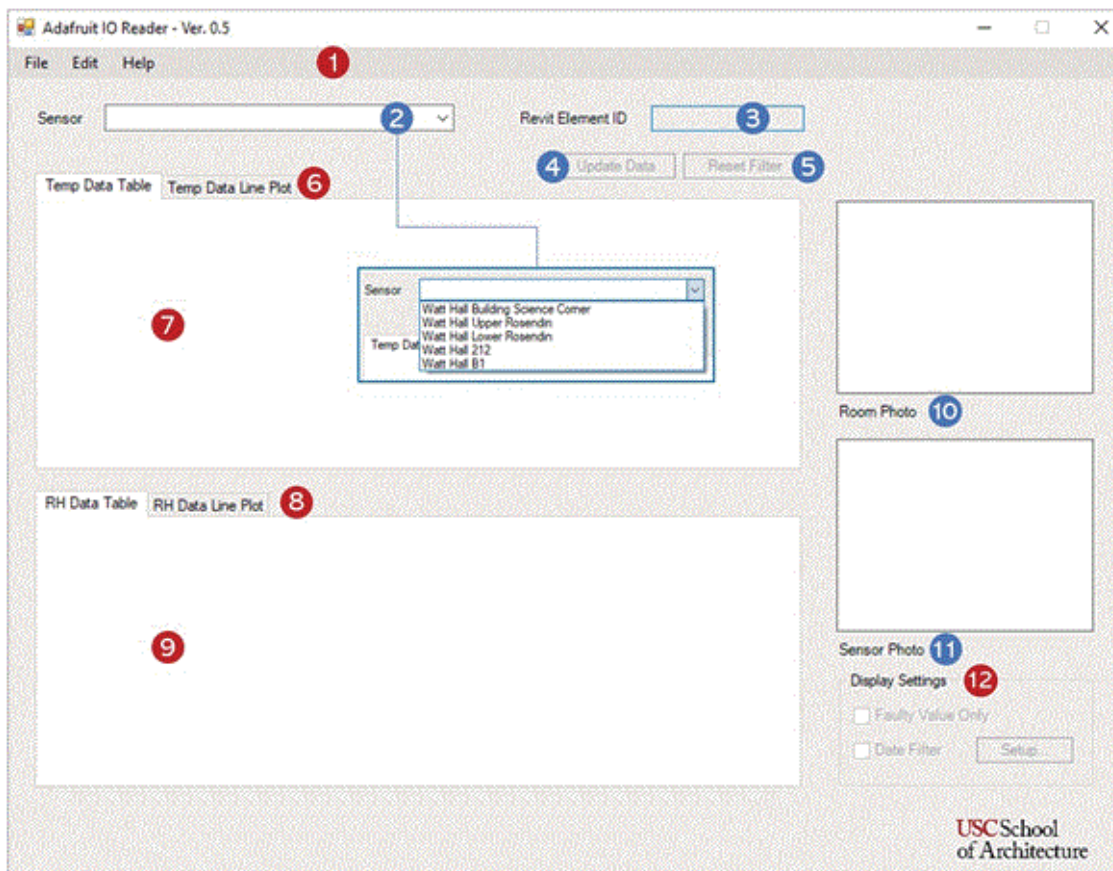 Adafruit IO Reader - Ver. 0.5
File Edit Help 1
Sensor 2 Revit Element ID 3
4 Update Data Reset Filter 5
Temp Data Table Temp Data Line Plot 6
Sensor
Watt Hall Building Science Corner
Watt Hall Upper Rosendin
7 Watt Hall Lower Rosendin
Temp Dat Watt Hall 212
Watt Hall B1
Room Photo 10
RH Data Table RH Data Line Plot 8
9
Sensor Photo 11
Display Settings 12
Faulty Value Only
Date Filter Setup...
USC School
of Architecture